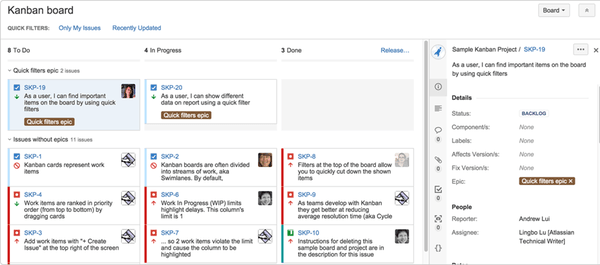 Kanban board
Board
QUICK FILTERS: Only My Issues Recently Updated
8 To Do
4 In Progress
3 Done
Release...
Quick filters epic 2 issues
SKP-19
As a user, I can find important
items on the board by using quick
filters
Quick filters epic
SKP-20
As a user, I can show different
data on report using a quick filter
Quick filters epic
Issues without epic 11 issues
SKP-1
Kanban cards represent work
items
SKP-2
Kanban boards are often divided
into streams of work, aka
Swimlanes. By default,
SKP-8
Filters at the top of the board allow
you to quickly cut down the shown
items
SKP-4
Work items are ranked in priority
order (from top to bottom) by
dragging cards
SKP-6
Work In Progress (WIP) limits
highlight delays. This column's
limit is 1
SKP-9
As teams develop with Kanban
they get better at reducing
average resolution time (aka Cycle
SKP-3
Add work items with "+ Create
Issue" at the top right of the screen
SKP-7
... so 2 work items violate the limit
and cause the column to be
highlighted
SKP-10
Instructions for deleting this
sample board and project are in
the description for this issue
Sample Kanban Project / SKP-19
As a user, I can find important items on the board by
using quick filters
Details
Status: BACKLOG
Component/s: None
Labels: None
Affects Version/s: None
Fix Version/s: None
Epic: Quick filters epic ×
People
Reporter: Andrew Lui
Assignee: Lingbo Lu [Atlassian
Technical Writer]
0
0
0
0
{}